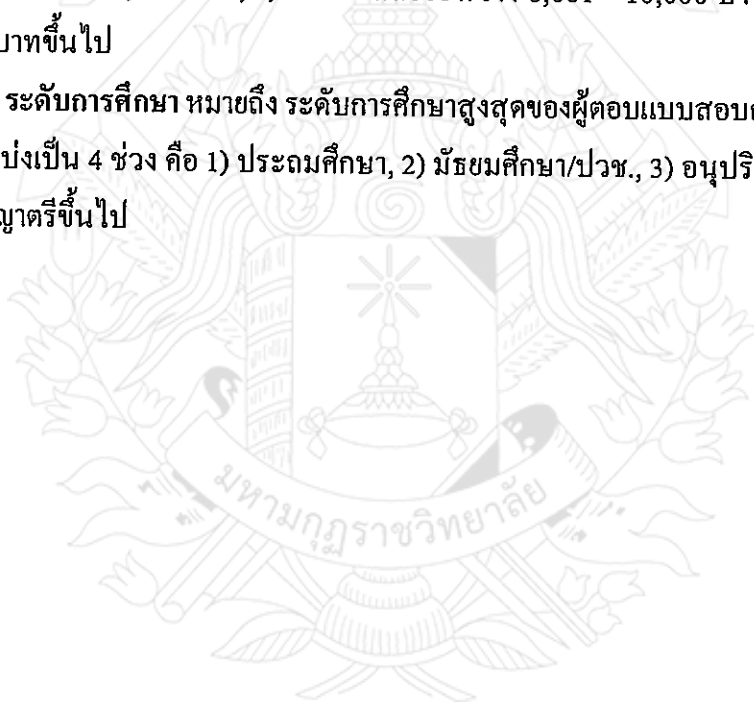 บาทขึ้นไป
ระดับการศึกษา หมายถึง ระดับการศึกษาสูงสุดของผู้ตอบแบบสอบ
บ่งเป็น 4 ช่วง คือ 1) ประถมศึกษา, 2) มัธยมศึกษา/ปวช., 3) อนุปริ
ญาตรีขึ้นไป
มหามกุฏราชวิทยาลัย